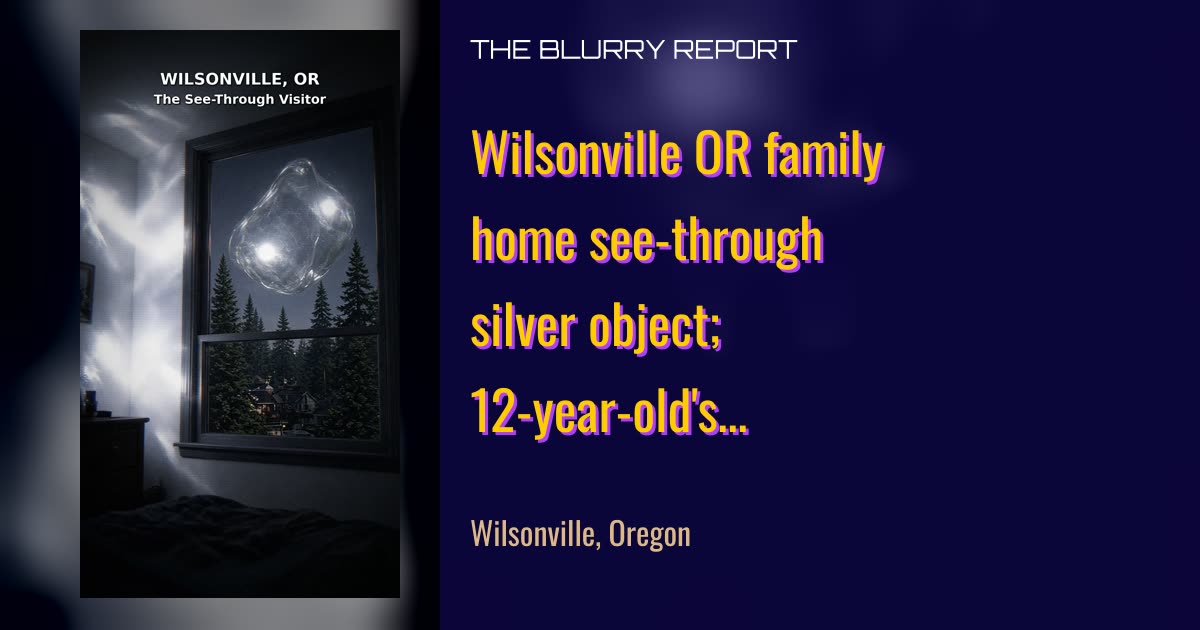 WILSONVILLE, OR
The See-Through Visitor
THE BLURRY REPORT
Wilsonville OR family
home see-through
silver object;
12-year-old's...
Wilsonville, Oregon